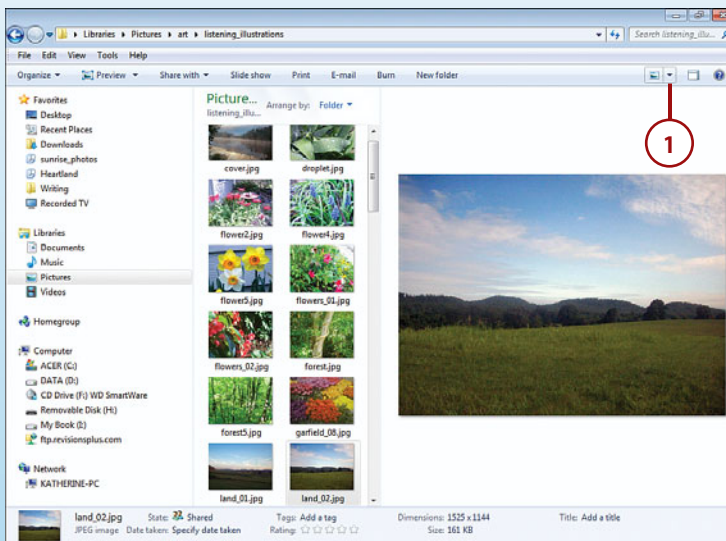 Libraries ▸ Pictures ▸ art ▸ listening_illustrations
Search listening_illu...
File Edit View Tools Help
Organize Preview Share with Slide show Print E-mail Burn New folder
1
Favorites
Desktop
Recent Places
Downloads
sunrise_photos
Heartland
Writing
Recorded TV
Libraries
Documents
Music
Pictures
Videos
Homegroup
Computer
ACER (C:)
DATA (D:)
CD Drive (F:) WD SmartWare
Removable Disk (H:)
My Book (I:)
ftp.revisionsplus.com
Network
KATHERINE-PC
Picture...
listening_illu...
Arrange by: Folder
cover.jpg droplet.jpg
flower2.jpg flower4.jpg
flower5.jpg flowers_01.jpg
flowers_02.jpg forest.jpg
forest5.jpg garfield_08.jpg
land_01.jpg land_02.jpg
land_02.jpg State: Shared Tags: Add a tag Dimensions: 1525 x 1144 Title: Add a title
JPEG image Date taken: Specify date taken Rating: ☆☆☆☆☆ Size: 161 KB